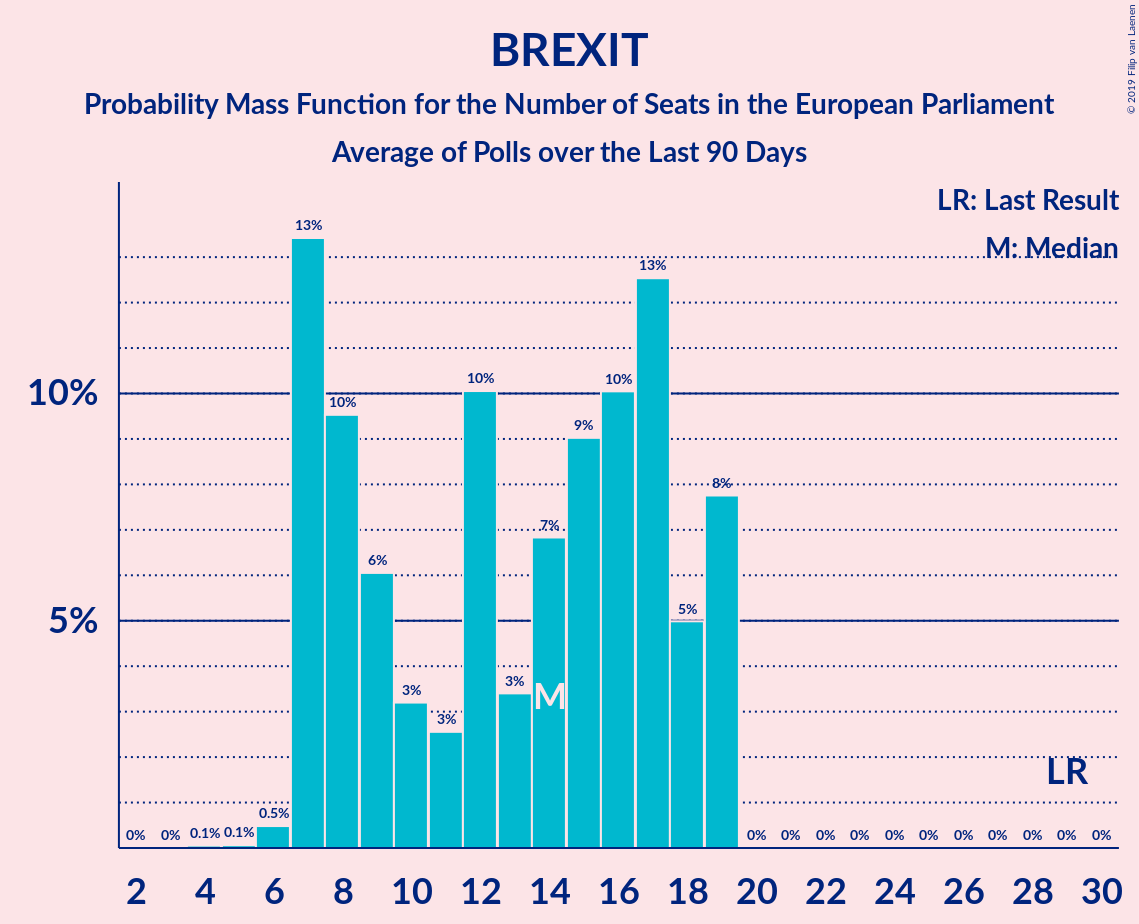 BREXIT
Probability Mass Function for the Number of Seats in the European Parliament
Average of Polls over the Last 90 Days
© 2019 Filip van Laenen
LR: Last Result
M: Median
10%
5%
0% 0% 0.1% 0.1% 0.5% 13% 10% 6% 3% 3% 10% 3% 7% 9% 10% 13% 5% 8% 0% 0% 0% 0% 0% 0% 0% 0% 0% 0% 0%
M
LR
2 4 6 8 10 12 14 16 18 20 22 24 26 28 30